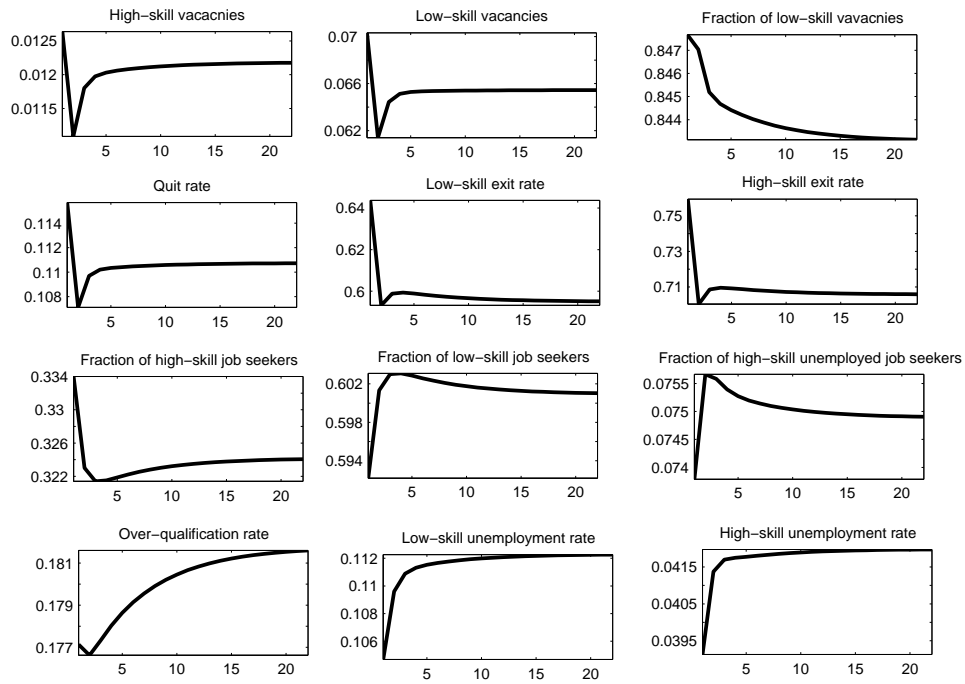 High−skill vacacnies
0.0125
0.012
0.0115
5 10 15 20
Low−skill vacancies
0.07
0.066
0.062
5 10 15 20
Fraction of low−skill vavacnies
0.847
0.846
0.845
0.844
5 10 15 20
Quit rate
0.114
0.112
0.11
0.108
5 10 15 20
Low−skill exit rate
0.64
0.62
0.6
5 10 15 20
High−skill exit rate
0.75
0.73
0.71
5 10 15 20
Fraction of high−skill job seekers
0.334
0.33
0.326
0.322
5 10 15 20
Fraction of low−skill job seekers
0.602
0.598
0.594
5 10 15 20
Fraction of high−skill unemployed job seekers
0.0755
0.075
0.0745
0.074
5 10 15 20
Over−qualification rate
0.181
0.179
0.177
5 10 15 20
Low−skill unemployment rate
0.112
0.11
0.108
0.106
5 10 15 20
High−skill unemployment rate
0.0415
0.0405
0.0395
5 10 15 20